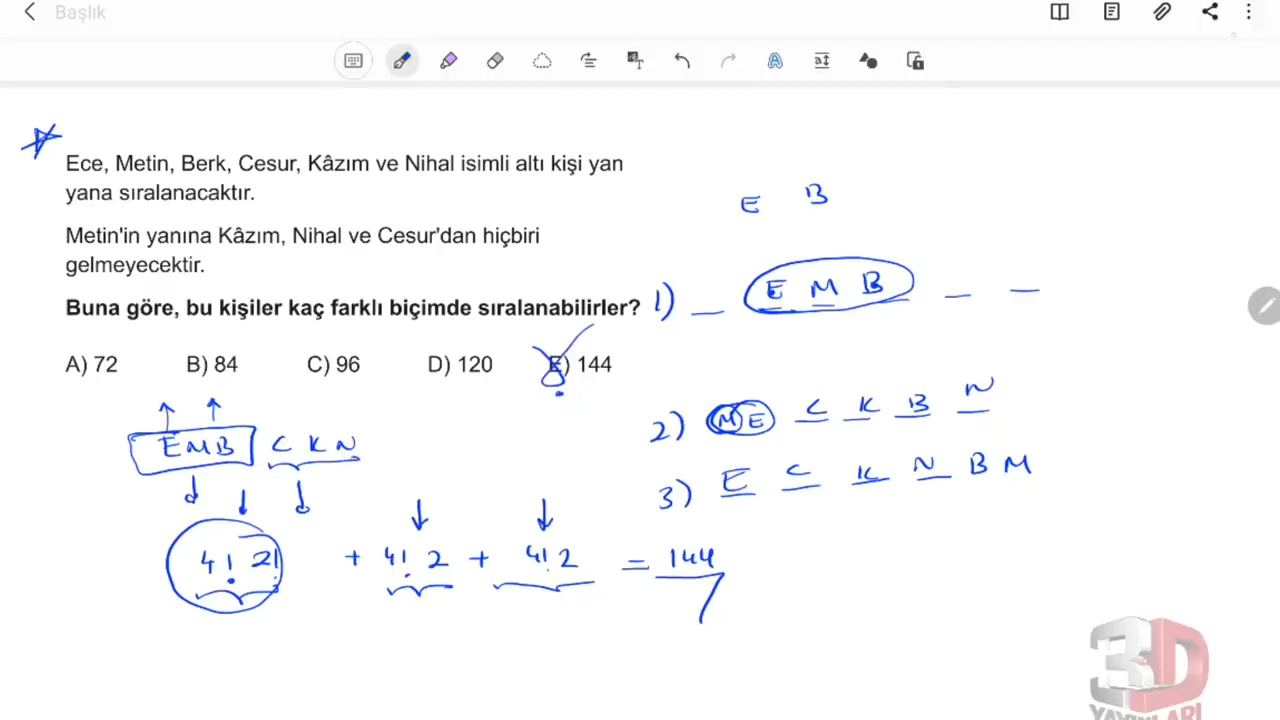 Başlık
Ece, Metin, Berk, Cesur, Kâzım ve Nihal isimli altı kişi yan
yana sıralanacaktır.
Metin'in yanına Kâzım, Nihal ve Cesur'dan hiçbiri
gelmeyecektir.
Buna göre, bu kişiler kaç farklı biçimde sıralanabilirler?
A) 72 B) 84 C) 96 D) 120 E) 144
E B
1) _ E M B _ _
2) M E C K B N
3) E C K N B M
E M B C K N
4! 2! + 4! 2 + 4! 2 = 144
3D
YAYINLARI